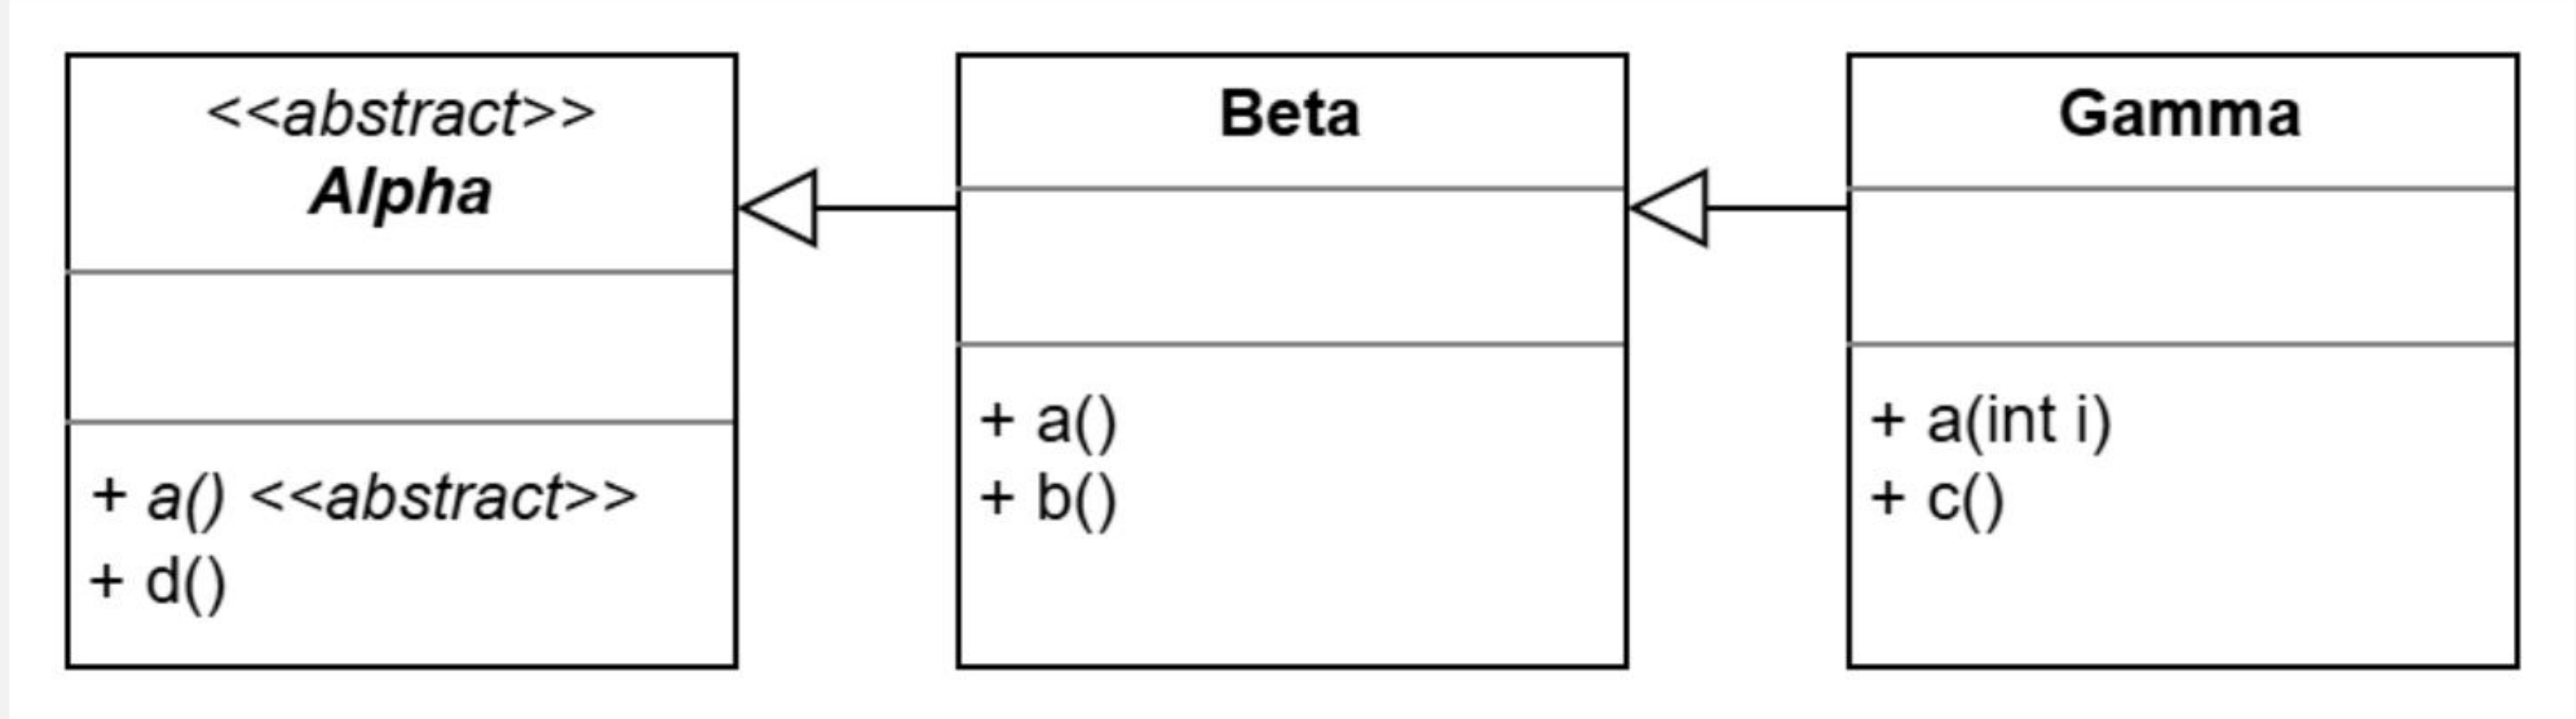 <<abstract>>
Alpha
+ a() <<abstract>>
+ d()
Beta
+ a()
+ b()
Gamma
+ a(int i)
+ c()